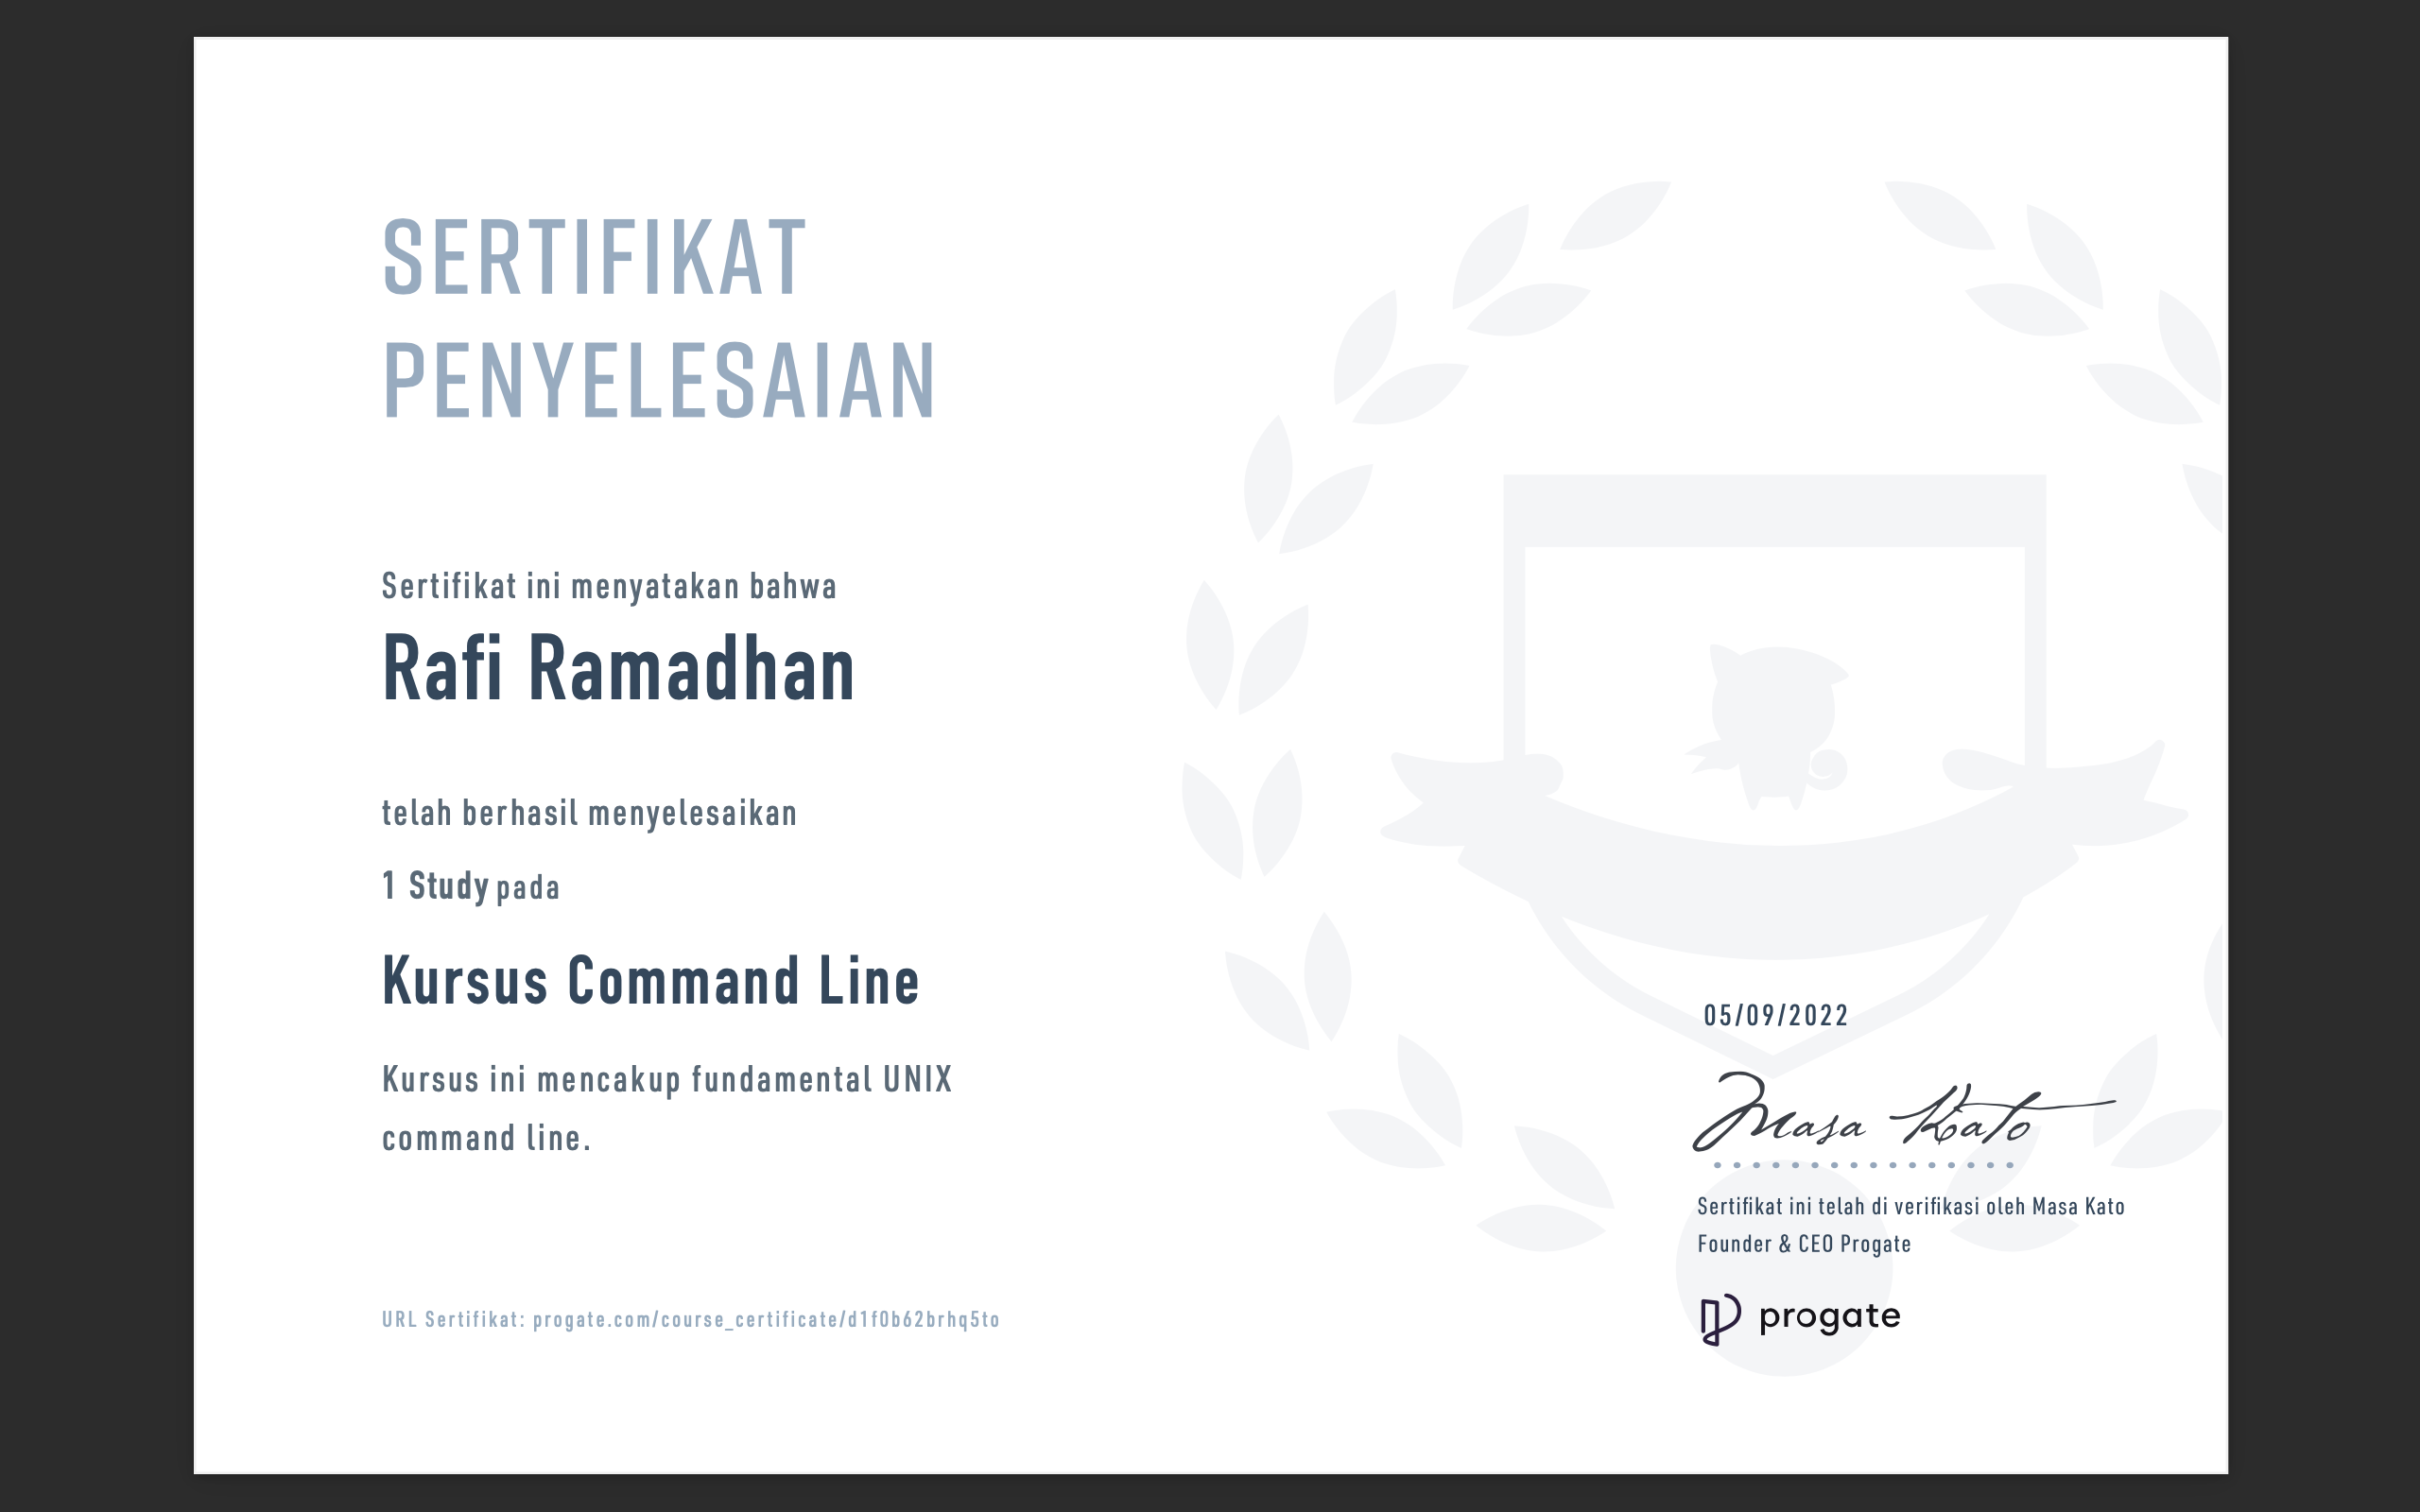 SERTIFIKAT
PENYELESAIAN
Sertifikat ini menyatakan bahwa
Rafi Ramadhan
telah berhasil menyelesaikan
1 Study pada
Kursus Command Line
Kursus ini mencakup fundamental UNIX
command line.
URL Sertifikat: progate.com/course_certificate/d1f0b62brhq5to
05/09/2022
Masa Kato
Sertifikat ini telah di verifikasi oleh Masa Kato
Founder & CEO Progate
progate